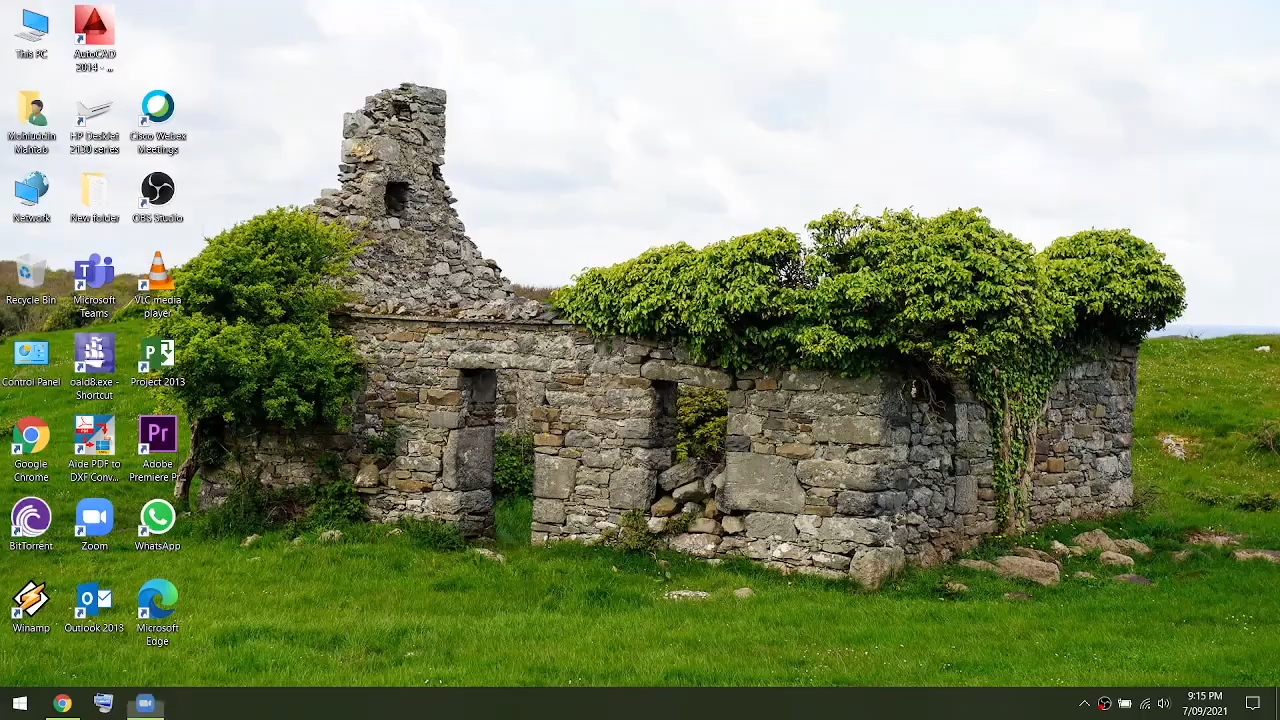 This PC
AutoCAD
2014 - ...
Mohiuddin
Mahtab
HP DeskJet
2130 series
Cisco Webex
Meetings
Network
New folder
OBS Studio
Recycle Bin
Microsoft
Teams
VLC media
player
Control Panel
oald8.exe -
Shortcut
Project 2013
Google
Chrome
Aide PDF to
DXF Conv...
Adobe
Premiere Pr...
BitTorrent
Zoom
WhatsApp
Winamp
Outlook 2013
Microsoft
Edge
9:15 PM
7/09/2021